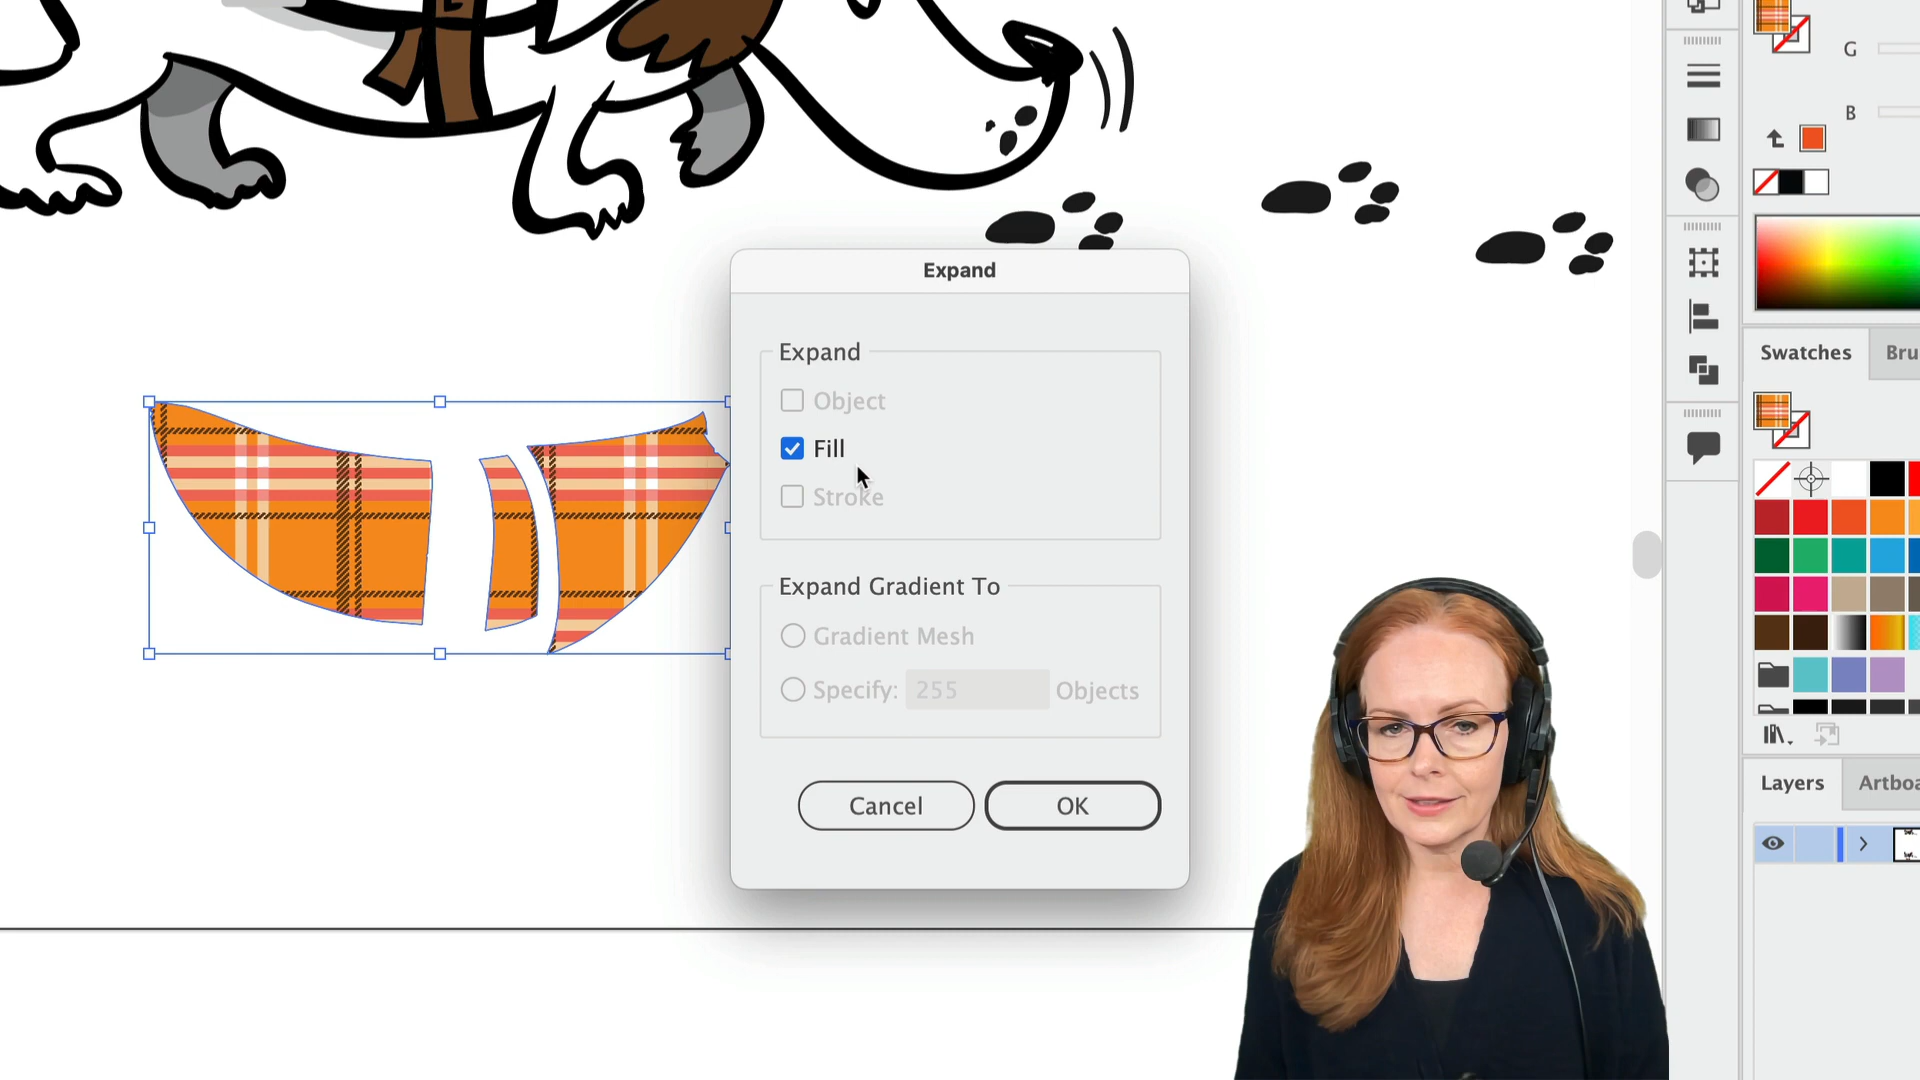 G
B
Expand
Expand
Object
Fill
Stroke
Expand Gradient To
Gradient Mesh
Specify: 255 Objects
Cancel OK
Swatches Bru
Layers Artboa